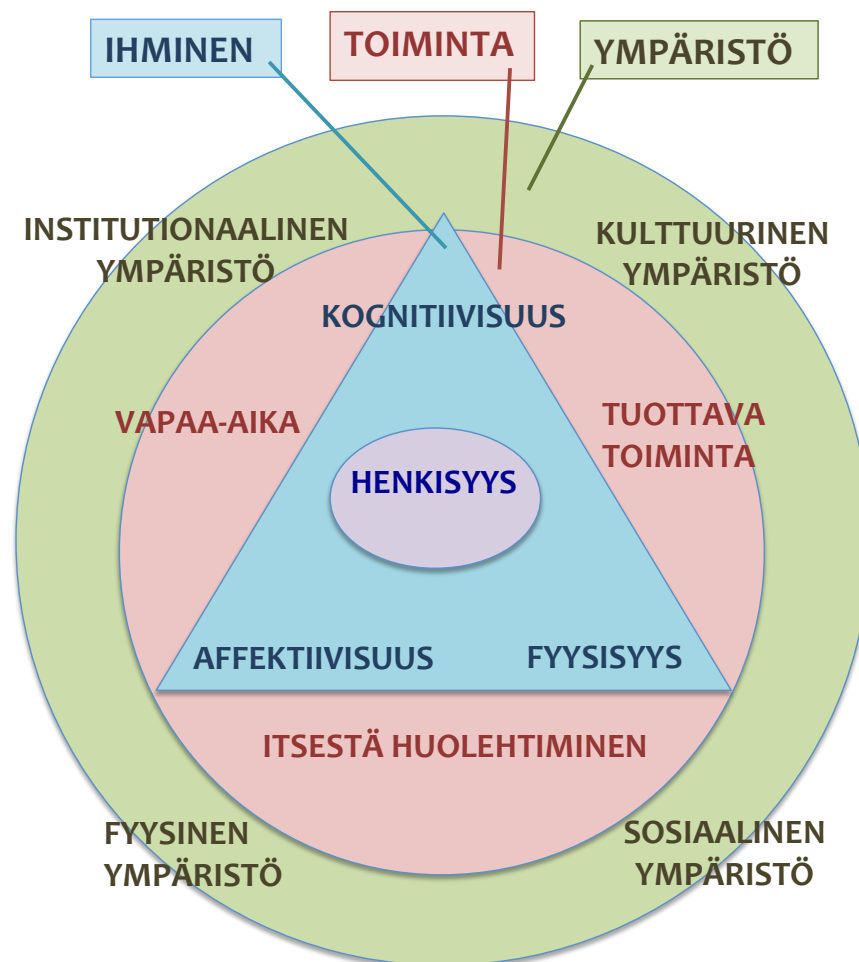 IHMINEN
TOIMINTA
YMPÄRISTÖ
INSTITUTIONAALINEN
YMPÄRISTÖ
KULTTUURINEN
YMPÄRISTÖ
KOGNITIIVISUUS
VAPAA-AIKA
TUOTTAVA
TOIMINTA
HENKISYYS
AFFEKTIIVISUUS
FYYSISYYS
ITSESTÄ HUOLEHTIMINEN
FYYSINEN
YMPÄRISTÖ
SOSIAALINEN
YMPÄRISTÖ